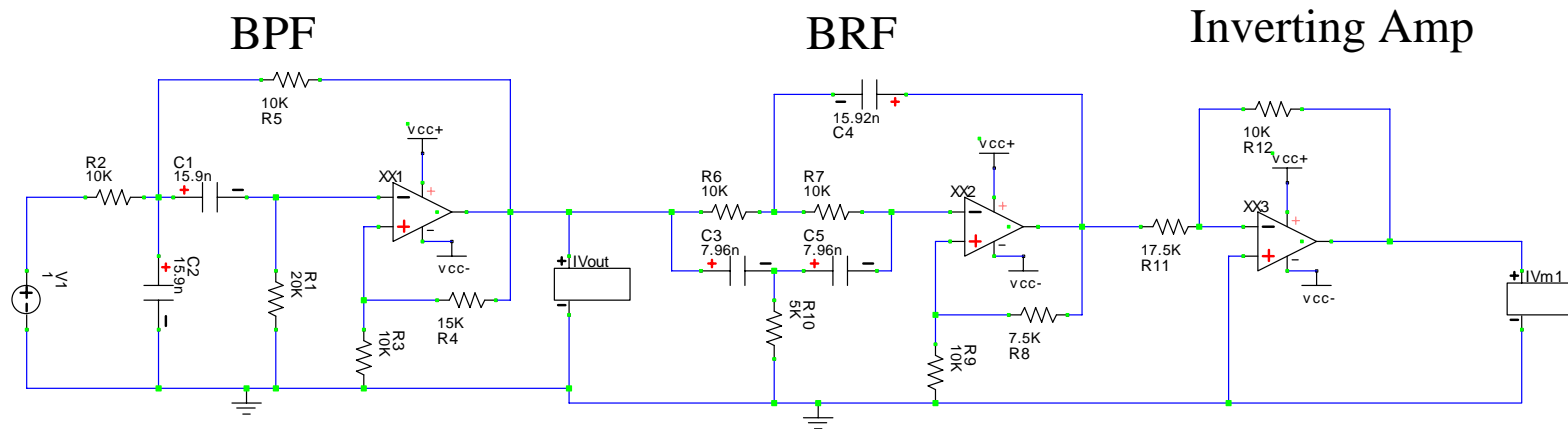 BPF
BRF
Inverting Amp
10K
R5
R2
10K
C1
15.9n
XX1
vcc+
vcc-
C2
15.9n
R1
20K
V1
1
15K
R4
R3
10K
IVout
15.92n
C4
R6
10K
R7
10K
XX2
vcc+
vcc-
C3
7.96n
C5
7.96n
R10
5K
7.5K
R8
R9
10K
17.5K
R11
10K
R12
vcc+
XX3
vcc-
IVm1